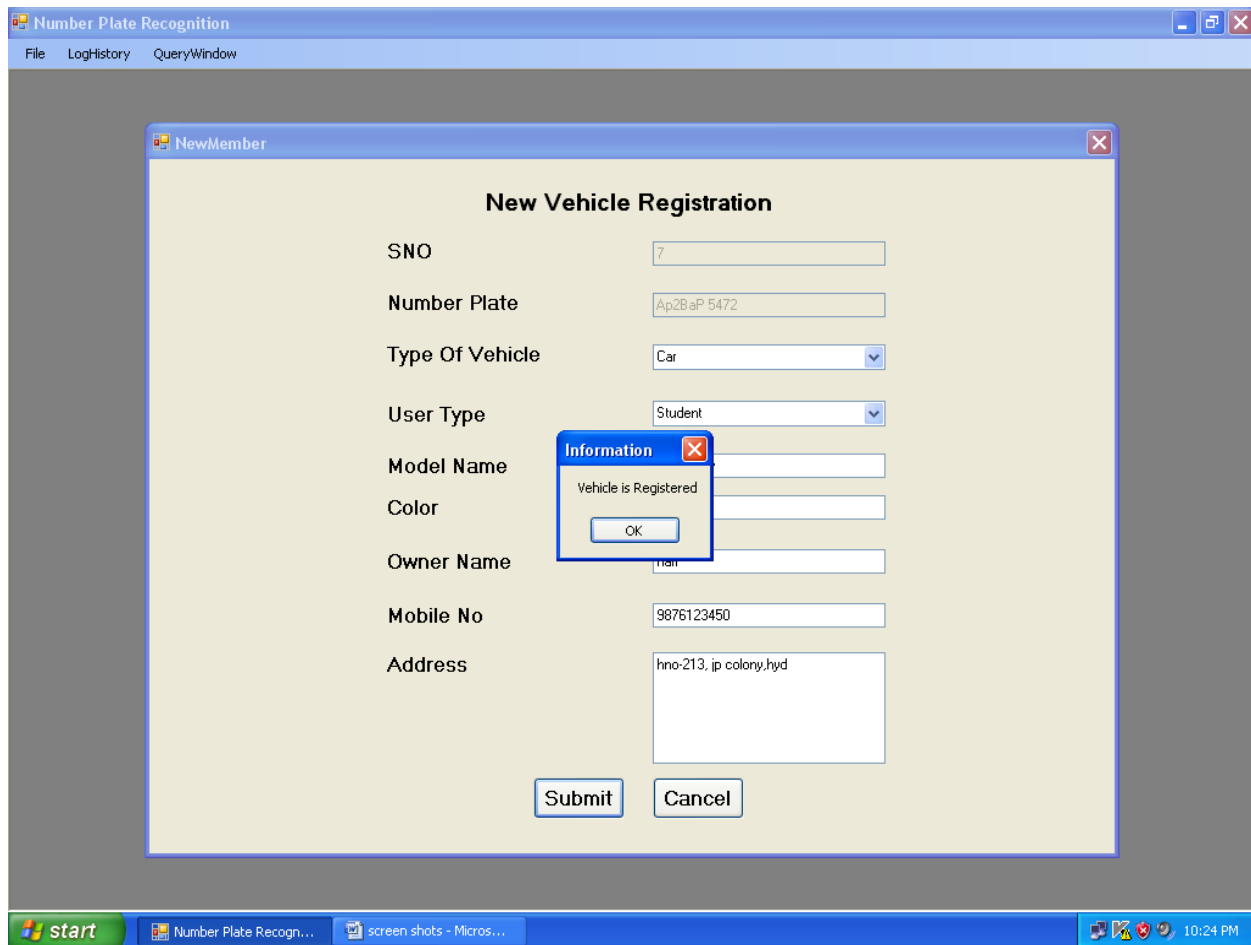 Number Plate Recognition
File LogHistory QueryWindow
NewMember
New Vehicle Registration
SNO 7
Number Plate Ap2BaP 5472
Type Of Vehicle Car
User Type Student
Information
Model Name
Vehicle is Registered
Color
OK
Owner Name
Mobile No 9876123450
Address hno-213, jp colony,hyd
Submit Cancel
start Number Plate Recogn... screen shots - Micros... 10:24 PM